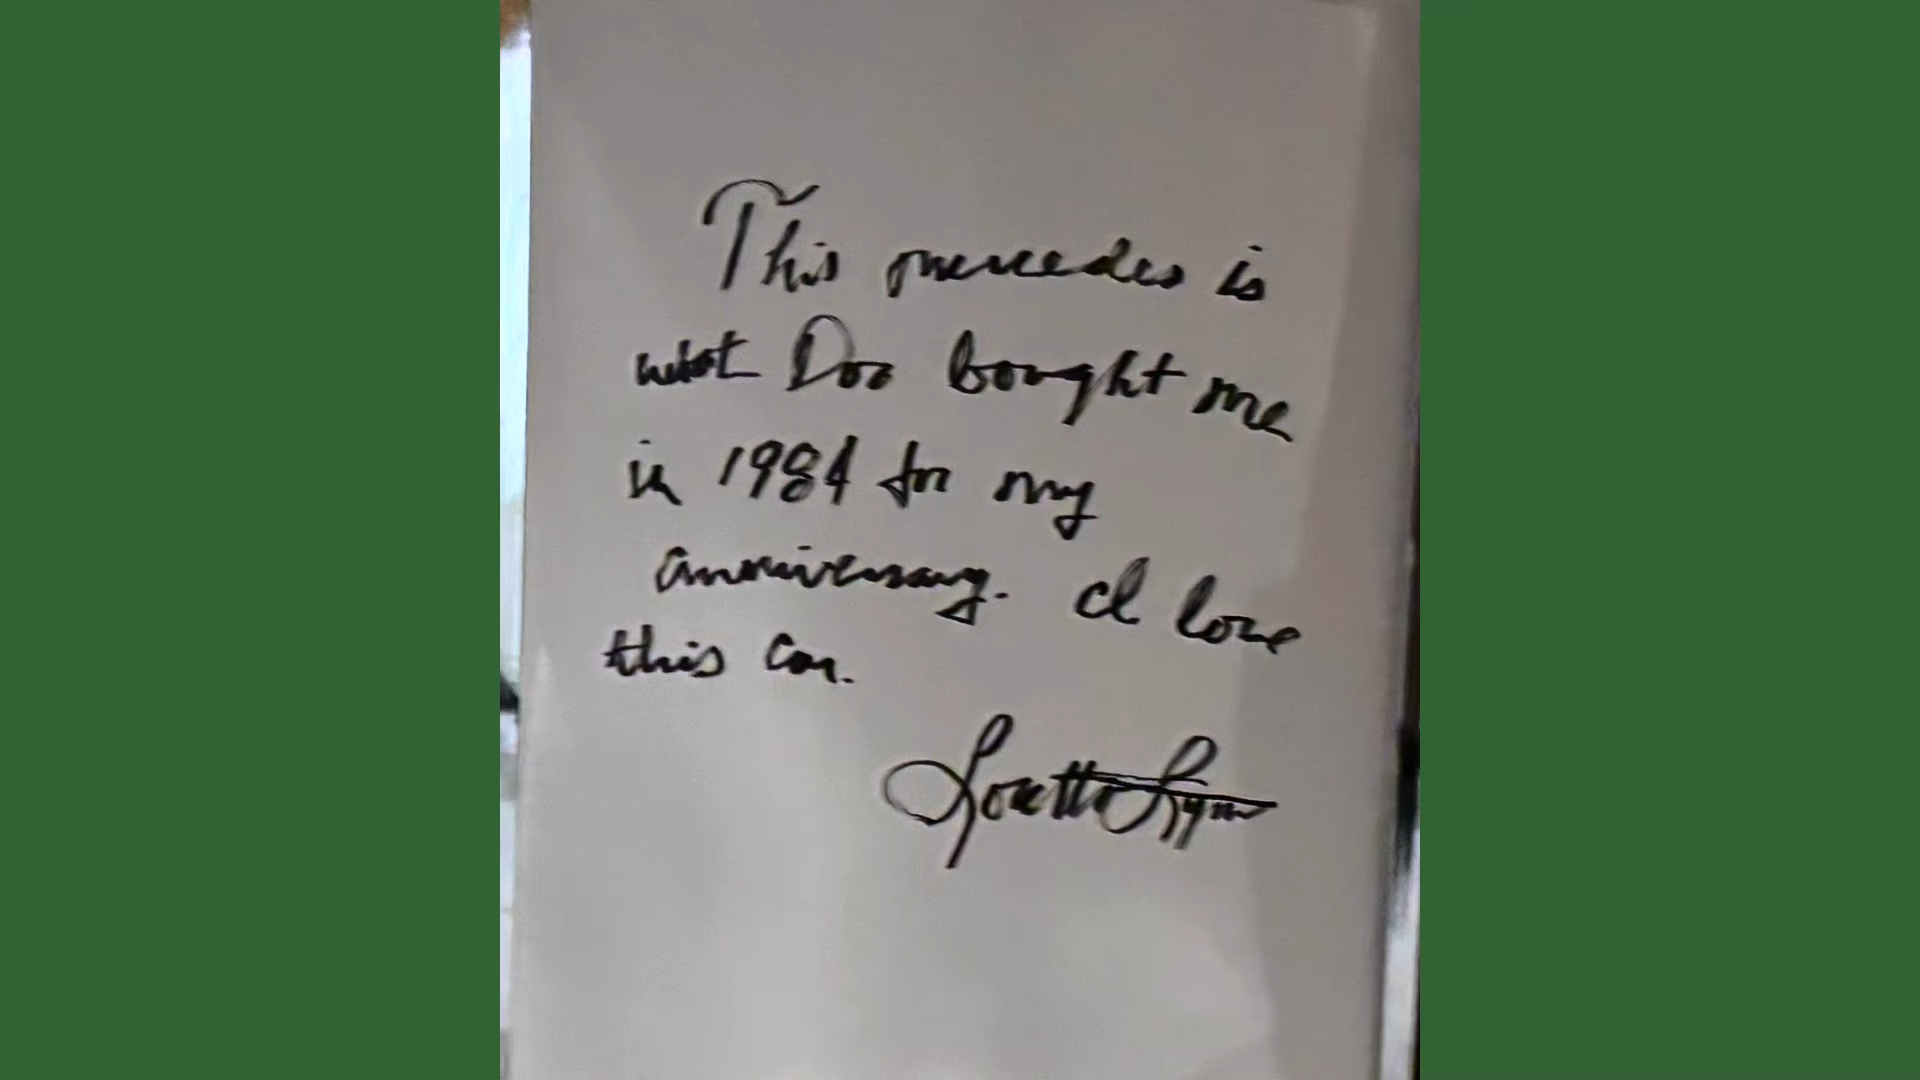 This mercedes is
what Doo bought me
in 1984 for my
anniversary. I love
this car.
Loretta Lynn